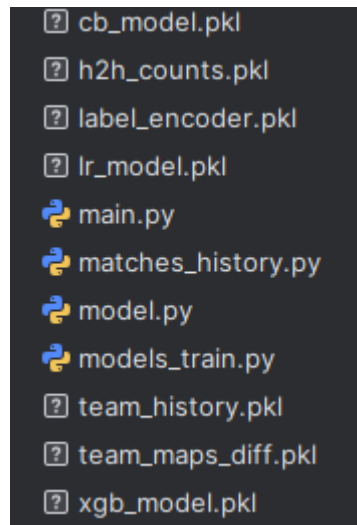 cb_model.pkl
h2h_counts.pkl
label_encoder.pkl
lr_model.pkl
main.py
matches_history.py
model.py
models_train.py
team_history.pkl
team_maps_diff.pkl
xgb_model.pkl